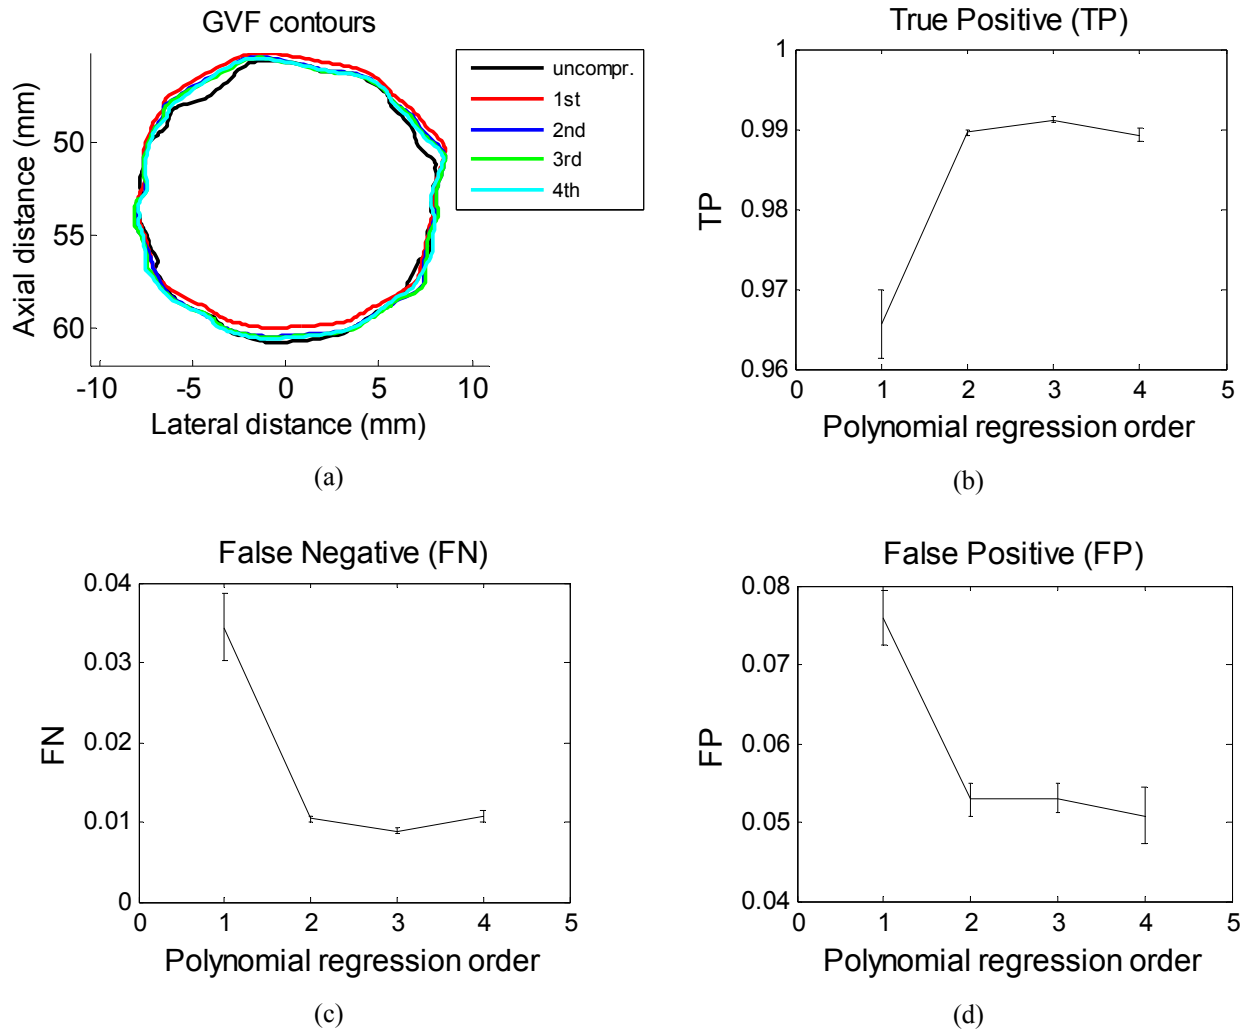 GVF contours
Axial distance (mm)
50
55
60
-10
-5
0
5
10
Lateral distance (mm)
uncompr.
1st
2nd
3rd
4th
(a)
True Positive (TP)
TP
1
0.99
0.98
0.97
0.96
0
1
2
3
4
5
Polynomial regression order
(b)
False Negative (FN)
FN
0.04
0.03
0.02
0.01
0
0
1
2
3
4
5
Polynomial regression order
(c)
False Positive (FP)
FP
0.08
0.07
0.06
0.05
0.04
0
1
2
3
4
5
Polynomial regression order
(d)